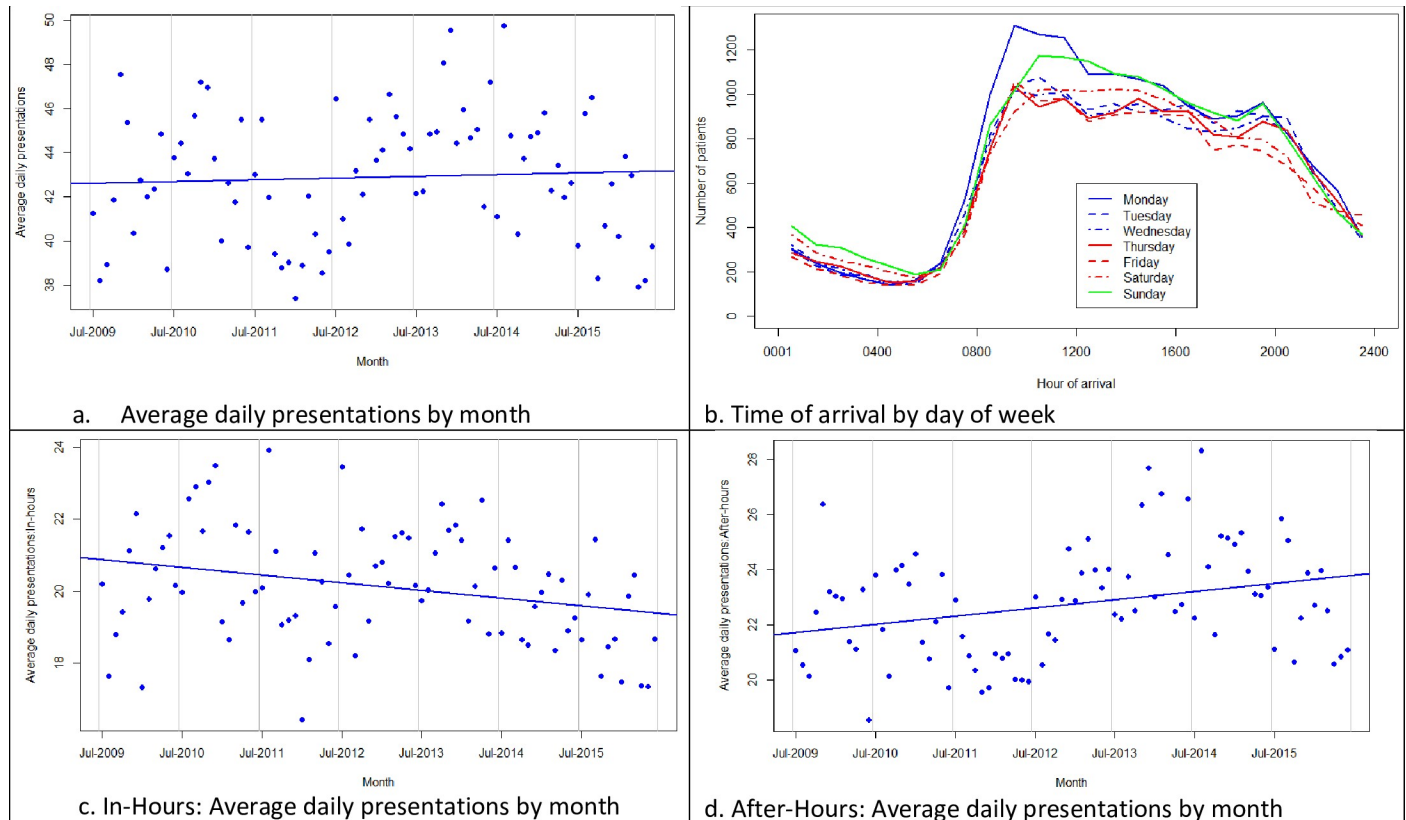 50
48
46
44
42
40
38
Average daily presentations
Jul-2009 Jul-2010 Jul-2011 Jul-2012 Jul-2013 Jul-2014 Jul-2015
Month
a. Average daily presentations by month
1200
1000
800
600
400
200
0
Number of patients
Monday
Tuesday
Wednesday
Thursday
Friday
Saturday
Sunday
0001 0400 0800 1200 1600 2000 2400
Hour of arrival
b. Time of arrival by day of week
24
22
20
18
Average daily presentations:In-hours
Jul-2009 Jul-2010 Jul-2011 Jul-2012 Jul-2013 Jul-2014 Jul-2015
Month
c. In-Hours: Average daily presentations by month
28
26
24
22
20
Average daily presentations:After-hours
Jul-2009 Jul-2010 Jul-2011 Jul-2012 Jul-2013 Jul-2014 Jul-2015
Month
d. After-Hours: Average daily presentations by month